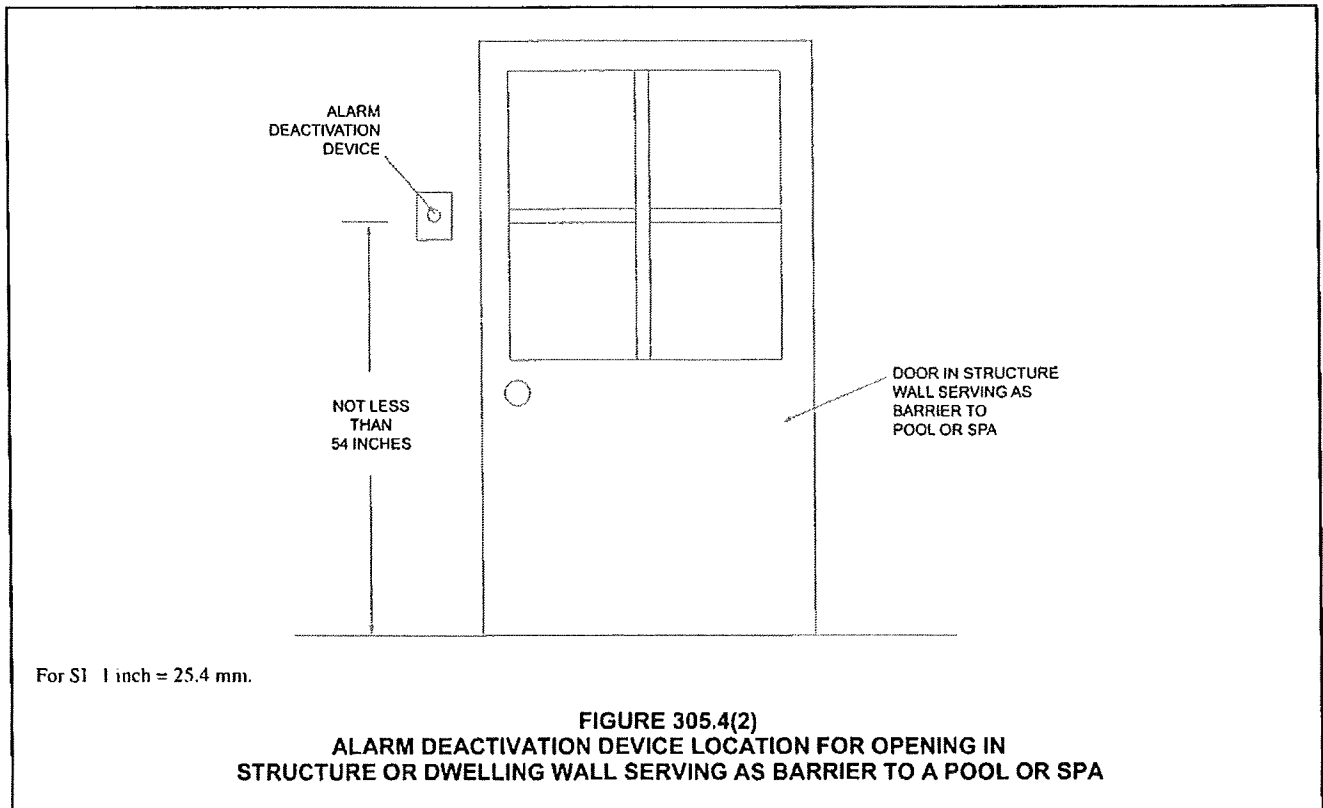 ALARM
DEACTIVATION
DEVICE
NOT LESS
THAN
54 INCHES
DOOR IN STRUCTURE
WALL SERVING AS
BARRIER TO
POOL OR SPA
For SI 1 inch = 25.4 mm.
FIGURE 305.4(2)
ALARM DEACTIVATION DEVICE LOCATION FOR OPENING IN
STRUCTURE OR DWELLING WALL SERVING AS BARRIER TO A POOL OR SPA